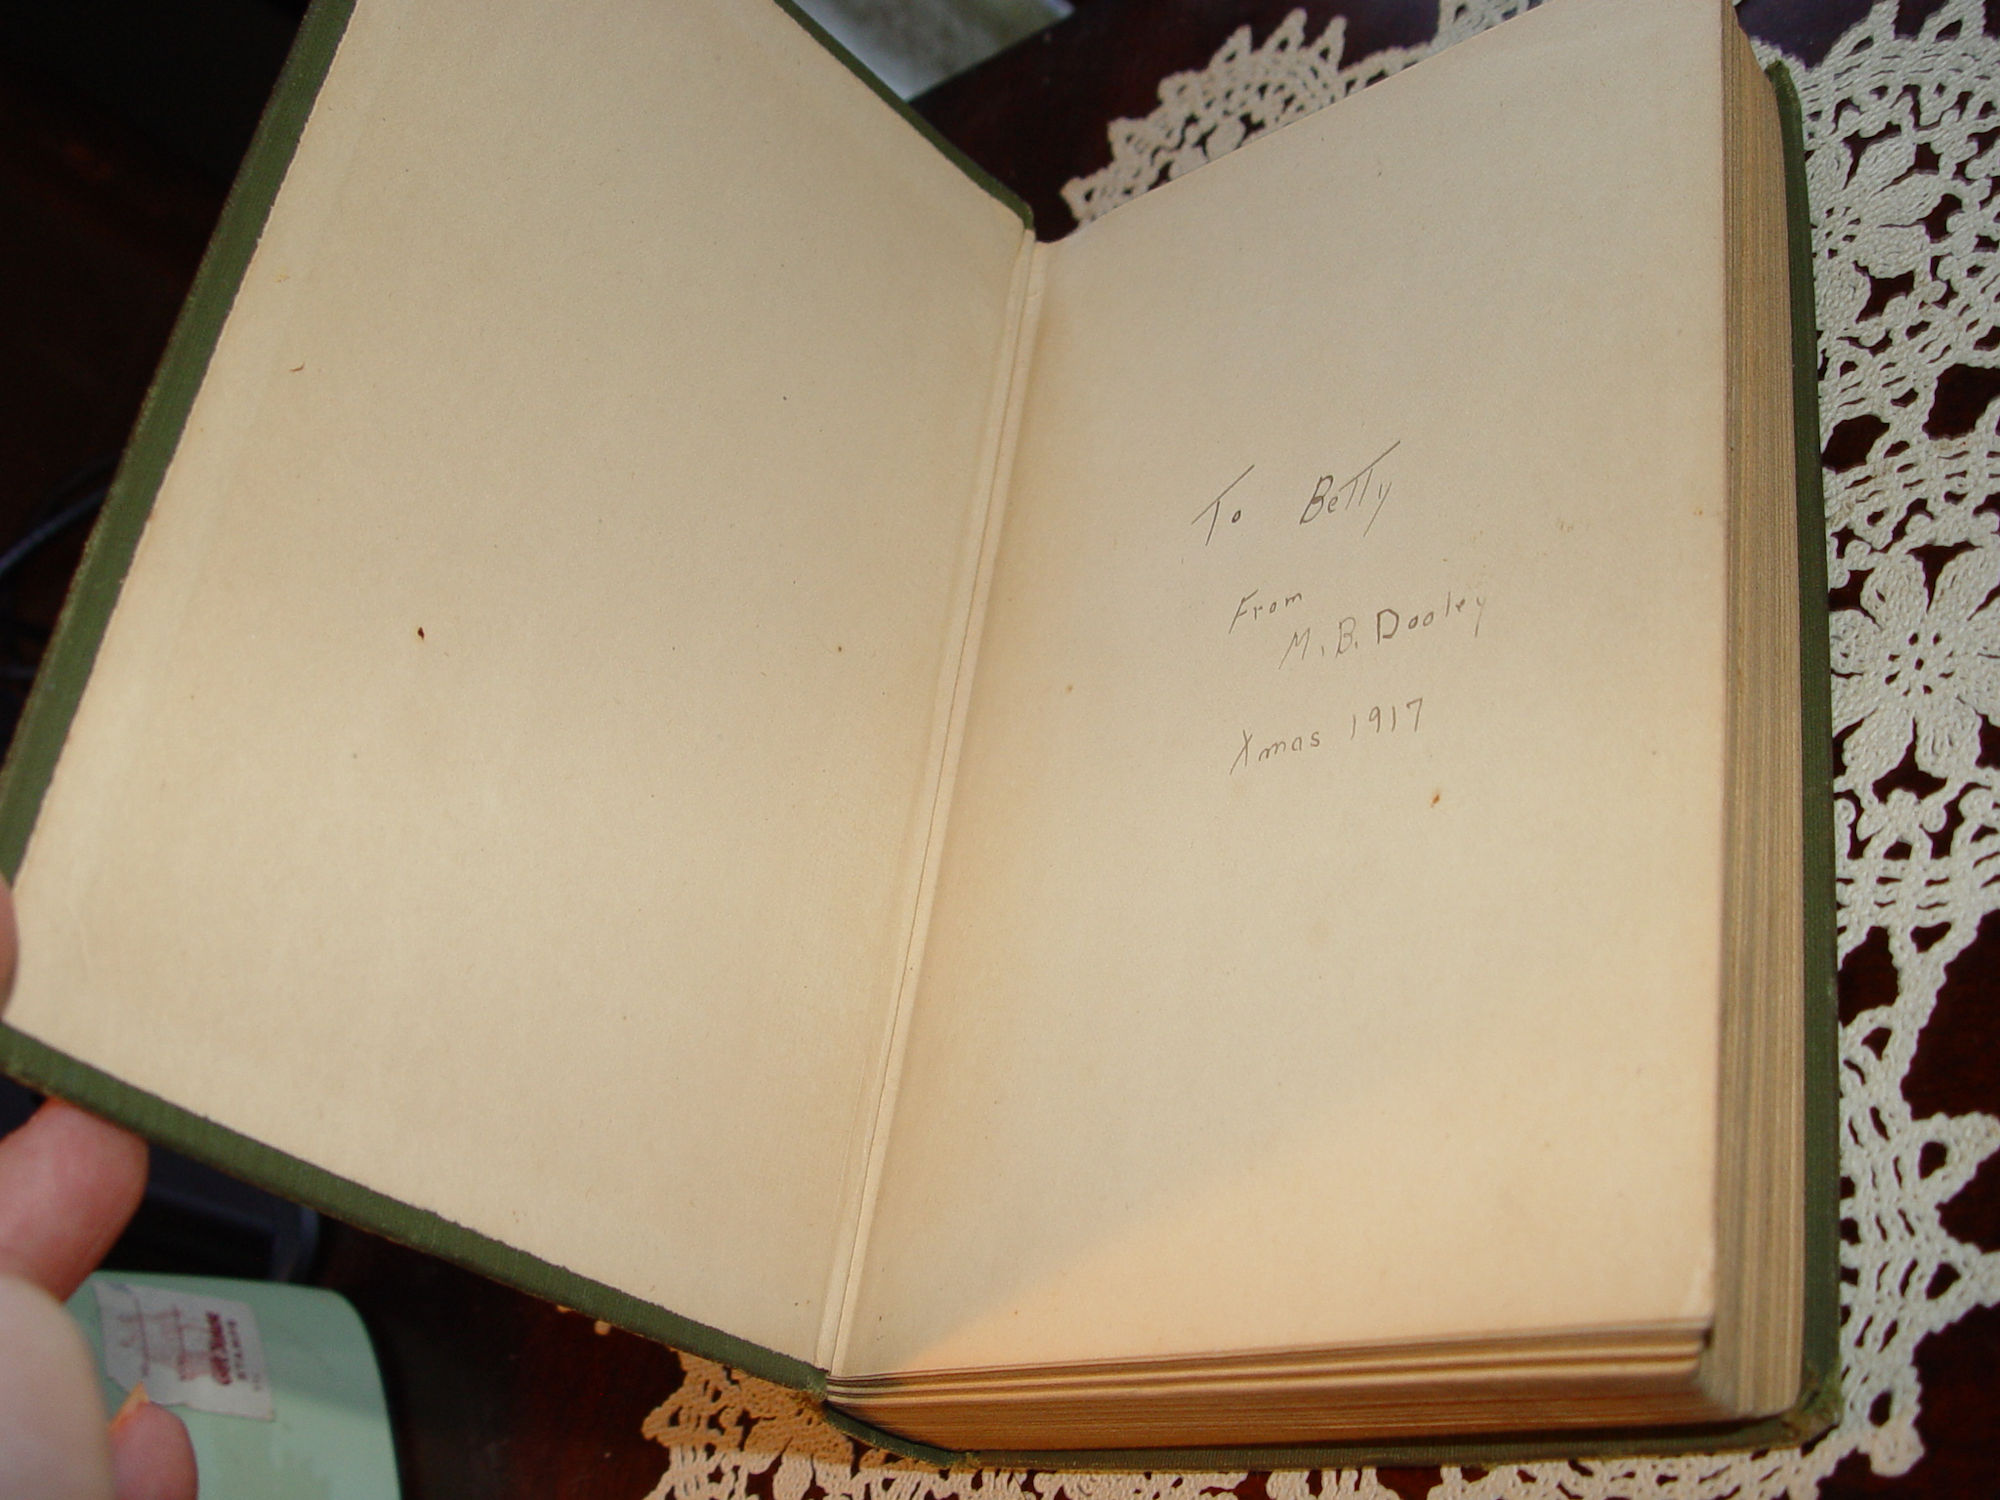 To Betty
From
M. B. Dooley
Xmas 1917